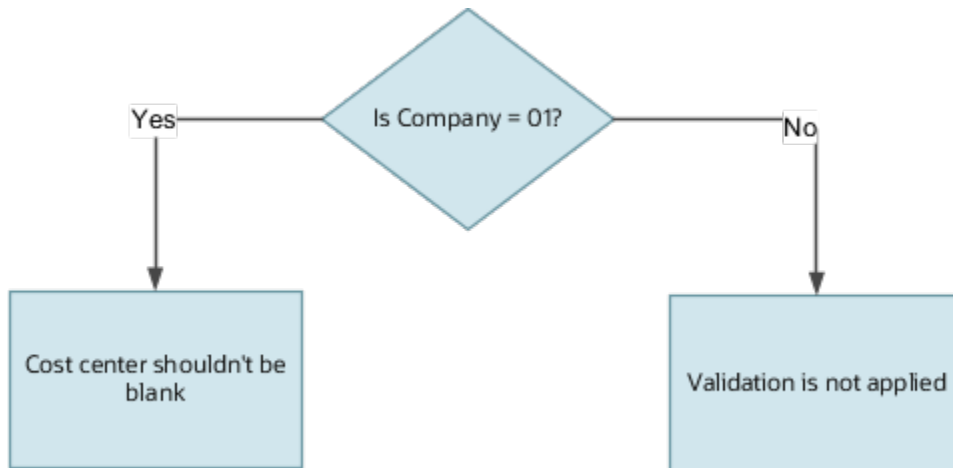 Is Company = 01?
Yes
No
Cost center shouldn't be
blank
Validation is not applied